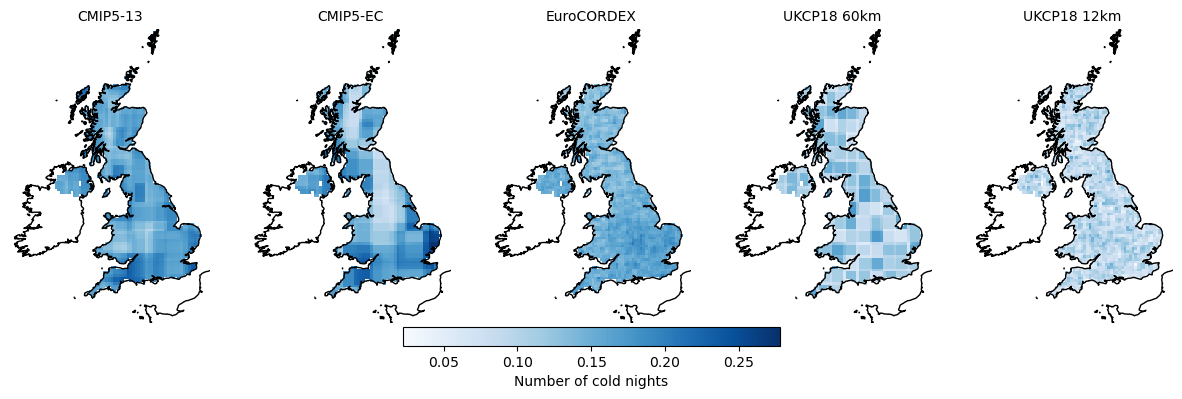 CMIP5-13 CMIP5-EC EuroCORDEX UKCP18 60km UKCP18 12km
0.05 0.10 0.15 0.20 0.25
Number of cold nights